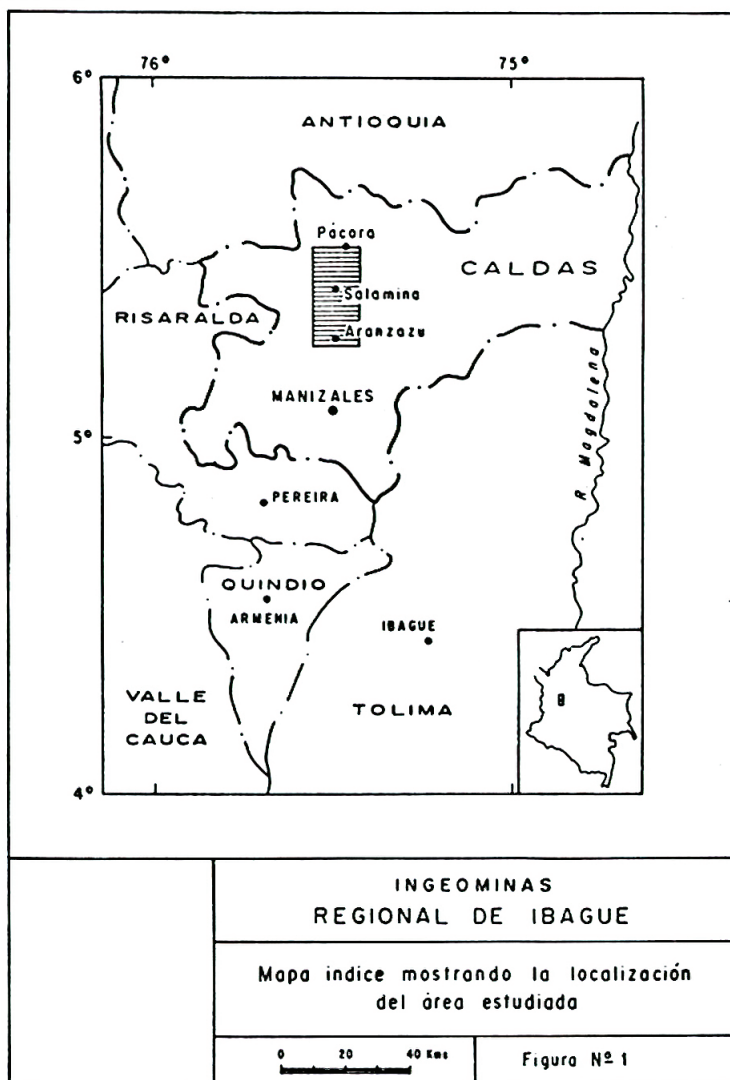 76° 75°
6°
ANTIOQUIA
Pácora
CALDAS
Salamina
RISARALDA
Aranzazu
MANIZALES
R. Magdalena
5°
PEREIRA
QUINDIO
ARMENIA
IBAGUE
VALLE
DEL
CAUCA
TOLIMA
4°
INGEOMINAS
REGIONAL DE IBAGUE
Mapa indice mostrando la localización
del área estudiada
0 20 40 Kms
Figura Nº 1